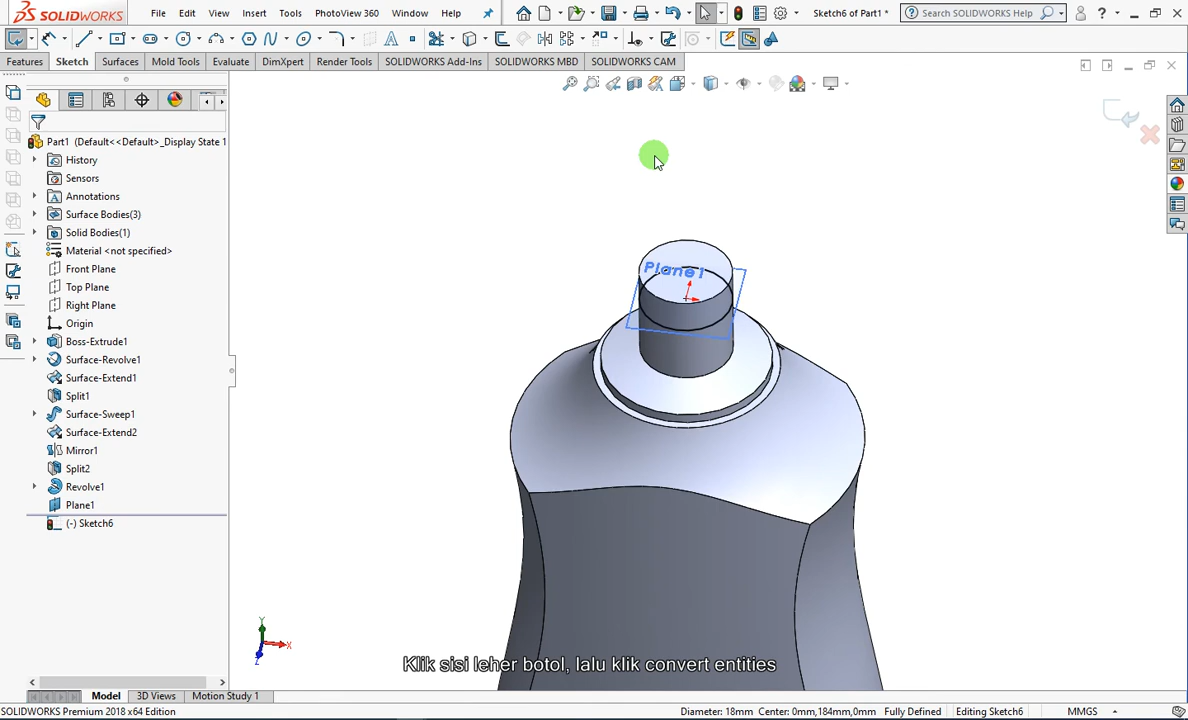 SOLIDWORKS File Edit View Insert Tools PhotoView 360 Window Help Sketch6 of Part1 * Search SOLIDWORKS Help
Features Sketch Surfaces Mold Tools Evaluate DimXpert Render Tools SOLIDWORKS Add-Ins SOLIDWORKS MBD SOLIDWORKS CAM
Part1 (Default<<Default>_Display State 1
History
Sensors
Annotations
Surface Bodies(3)
Solid Bodies(1)
Material <not specified>
Front Plane
Top Plane
Right Plane
Origin
Boss-Extrude1
Surface-Revolve1
Surface-Extend1
Split1
Surface-Sweep1
Surface-Extend2
Mirror1
Split2
Revolve1
Plane1
(-) Sketch6
Plane1
Y
X
Z
Klik sisi leher botol, lalu klik convert entities
Model 3D Views Motion Study 1
SOLIDWORKS Premium 2018 x64 Edition Diameter: 18mm Center: 0mm,184mm,0mm Fully Defined Editing Sketch6 MMGS